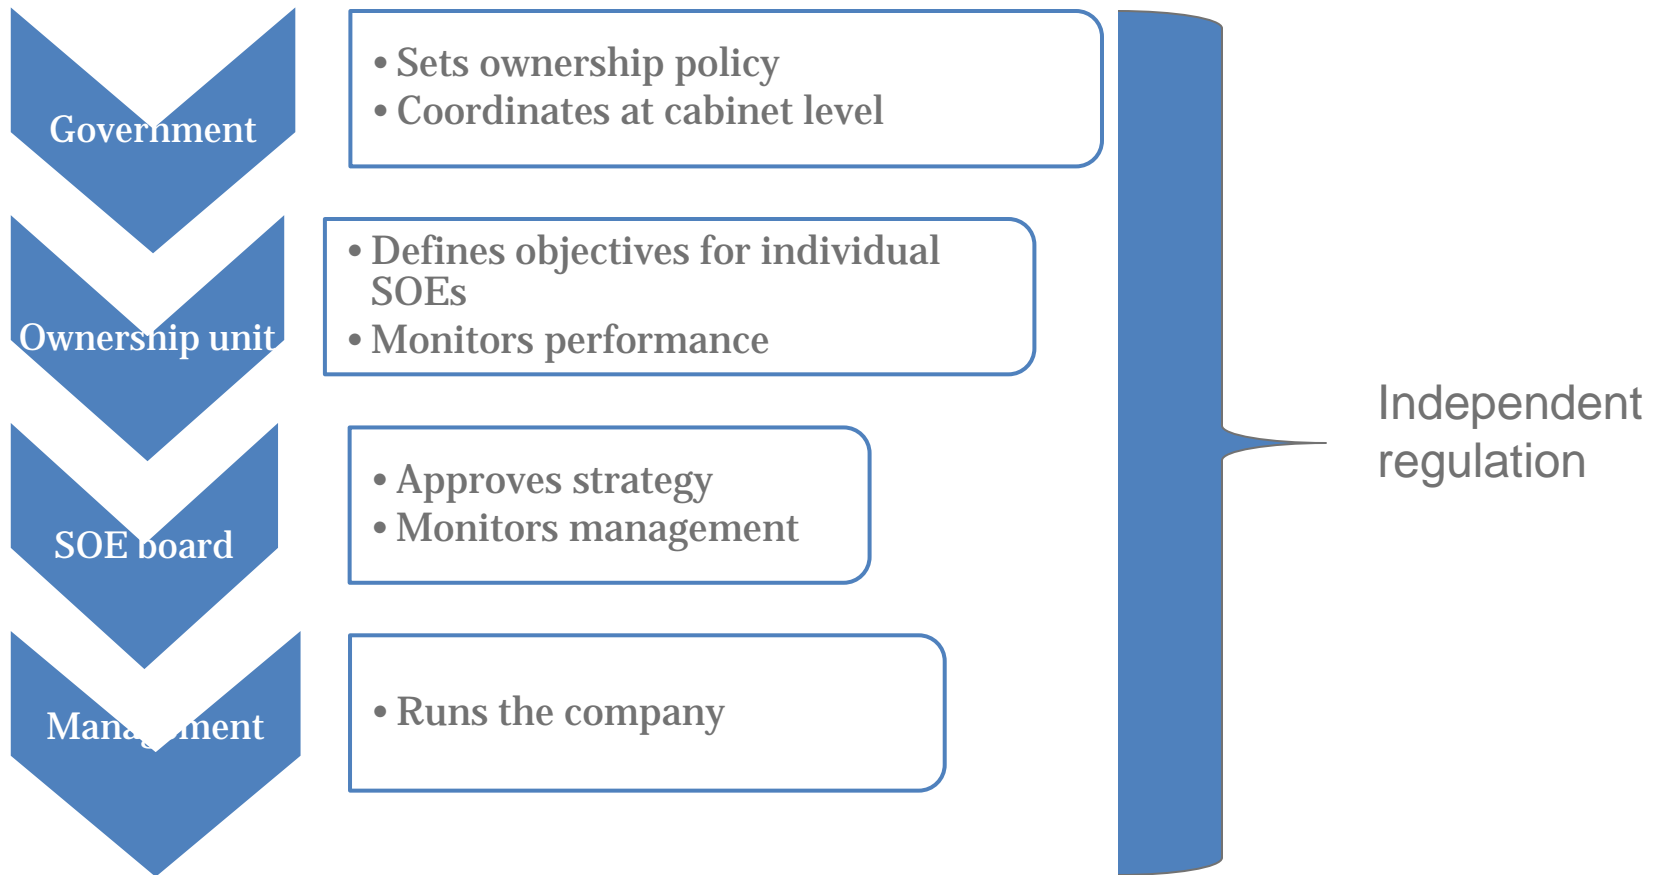 Government
• Sets ownership policy
• Coordinates at cabinet level
Ownership unit
• Defines objectives for individual
SOEs
• Monitors performance
SOE board
• Approves strategy
• Monitors management
Management
• Runs the company
Independent
regulation